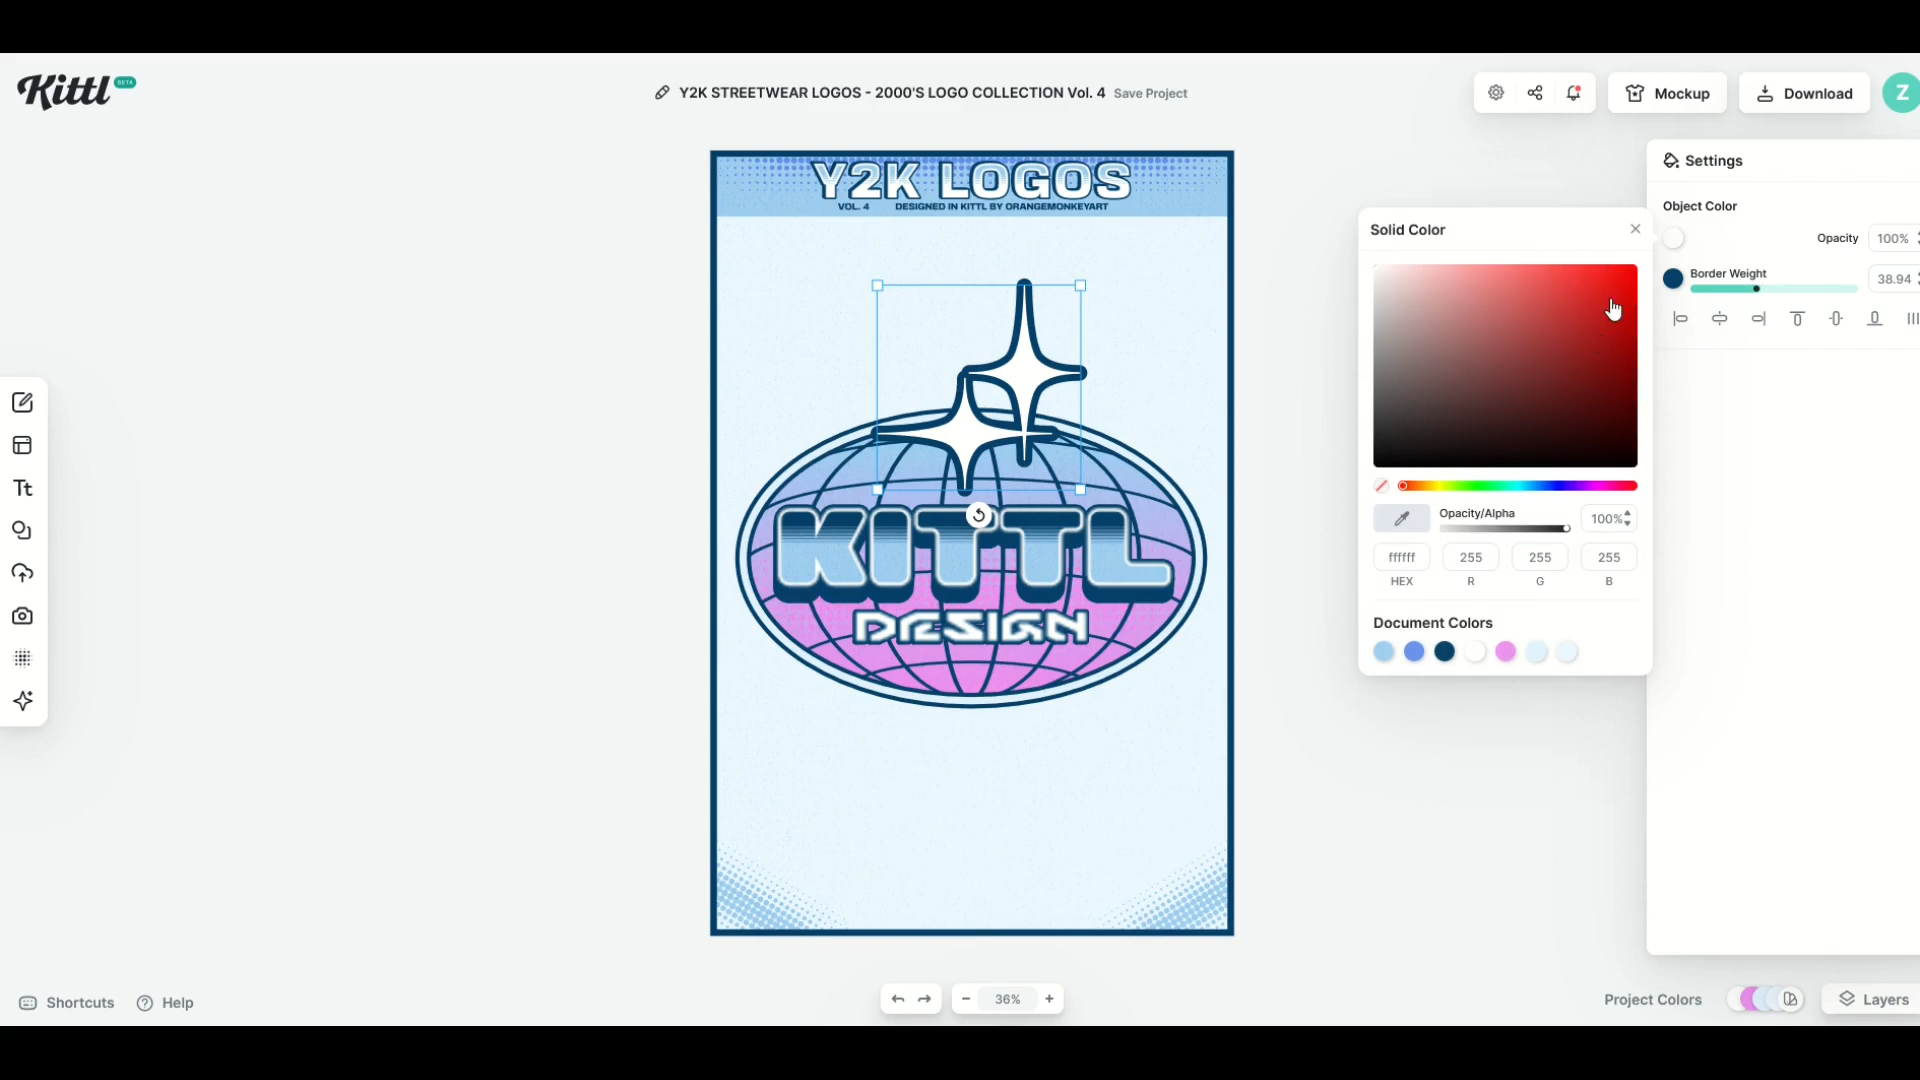 Kittl BETA
Y2K STREETWEAR LOGOS - 2000'S LOGO COLLECTION Vol. 4 Save Project
Mockup
Download
Z
Y2K LOGOS
VOL. 4 DESIGNED IN KITTL BY ORANGEMONKEYART
Settings
Object Color
Opacity 100%
Border Weight
38.94
Solid Color
Opacity/Alpha
100%
ffffff 255 255 255
HEX R G B
Document Colors
Tt
KITTL
DESIGN
Shortcuts
Help
36%
Project Colors
Layers